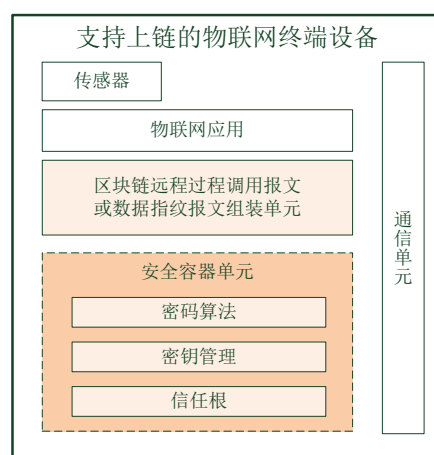 支持上链的物联网终端设备
传感器
物联网应用
区块链远程过程调用报文
或数据指纹报文组装单元
安全容器单元
密码算法
密钥管理
信任根
通信单元